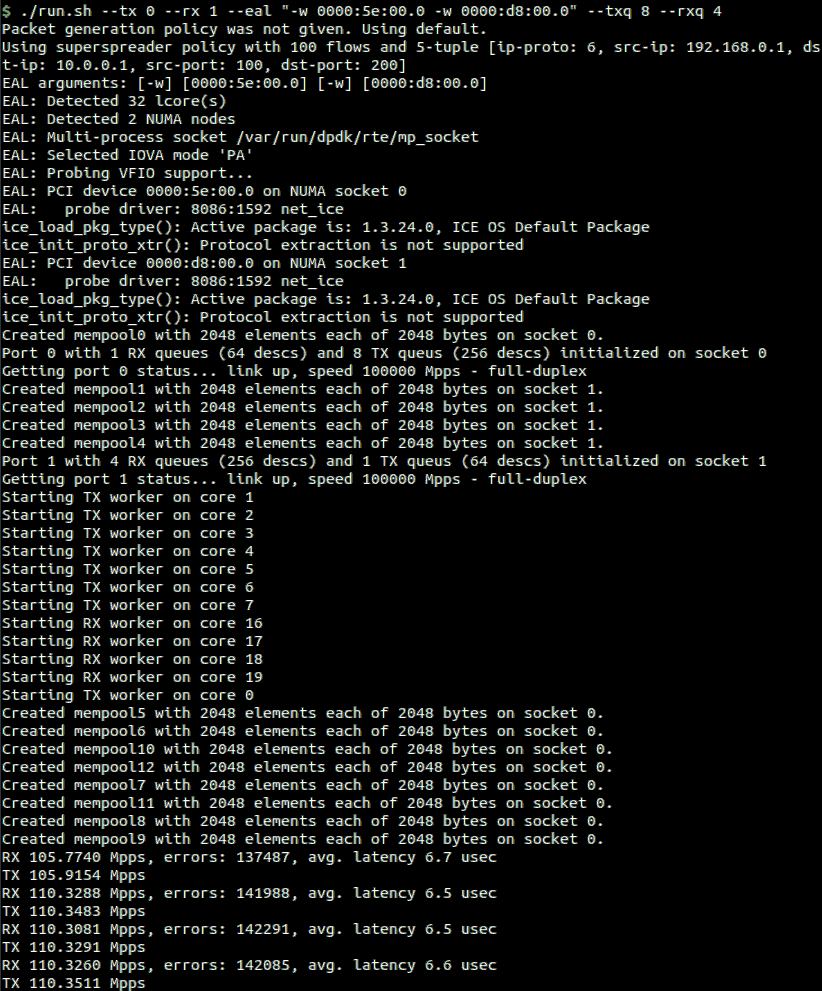 $ ./run.sh --tx 0 --rx 1 --eal "-w 0000:5e:00.0 -w 0000:d8:00.0" --txq 8 --rxq 4
Packet generation policy was not given. Using default.
Using superspreader policy with 100 flows and 5-tuple [ip-proto: 6, src-ip: 192.168.0.1, ds
t-ip: 10.0.0.1, src-port: 100, dst-port: 200]
EAL arguments: [-w] [0000:5e:00.0] [-w] [0000:d8:00.0]
EAL: Detected 32 lcore(s)
EAL: Detected 2 NUMA nodes
EAL: Multi-process socket /var/run/dpdk/rte/mp_socket
EAL: Selected IOVA mode 'PA'
EAL: Probing VFIO support...
EAL: PCI device 0000:5e:00.0 on NUMA socket 0
EAL:   probe driver: 8086:1592 net_ice
ice_load_pkg_type(): Active package is: 1.3.24.0, ICE OS Default Package
ice_init_proto_xtr(): Protocol extraction is not supported
EAL: PCI device 0000:d8:00.0 on NUMA socket 1
EAL:   probe driver: 8086:1592 net_ice
ice_load_pkg_type(): Active package is: 1.3.24.0, ICE OS Default Package
ice_init_proto_xtr(): Protocol extraction is not supported
Created mempool0 with 2048 elements each of 2048 bytes on socket 0.
Port 0 with 1 RX queues (64 descs) and 8 TX queus (256 descs) initialized on socket 0
Getting port 0 status... link up, speed 100000 Mpps - full-duplex
Created mempool1 with 2048 elements each of 2048 bytes on socket 1.
Created mempool2 with 2048 elements each of 2048 bytes on socket 1.
Created mempool3 with 2048 elements each of 2048 bytes on socket 1.
Created mempool4 with 2048 elements each of 2048 bytes on socket 1.
Port 1 with 4 RX queues (256 descs) and 1 TX queus (64 descs) initialized on socket 1
Getting port 1 status... link up, speed 100000 Mpps - full-duplex
Starting TX worker on core 1
Starting TX worker on core 2
Starting TX worker on core 3
Starting TX worker on core 4
Starting TX worker on core 5
Starting TX worker on core 6
Starting TX worker on core 7
Starting RX worker on core 16
Starting RX worker on core 17
Starting RX worker on core 18
Starting RX worker on core 19
Starting TX worker on core 0
Created mempool5 with 2048 elements each of 2048 bytes on socket 0.
Created mempool6 with 2048 elements each of 2048 bytes on socket 0.
Created mempool10 with 2048 elements each of 2048 bytes on socket 0.
Created mempool12 with 2048 elements each of 2048 bytes on socket 0.
Created mempool7 with 2048 elements each of 2048 bytes on socket 0.
Created mempool11 with 2048 elements each of 2048 bytes on socket 0.
Created mempool8 with 2048 elements each of 2048 bytes on socket 0.
Created mempool9 with 2048 elements each of 2048 bytes on socket 0.
RX 105.7740 Mpps, errors: 137487, avg. latency 6.7 usec
TX 105.9154 Mpps
RX 110.3288 Mpps, errors: 141988, avg. latency 6.5 usec
TX 110.3483 Mpps
RX 110.3081 Mpps, errors: 142291, avg. latency 6.5 usec
TX 110.3291 Mpps
RX 110.3260 Mpps, errors: 142085, avg. latency 6.6 usec
TX 110.3511 Mpps